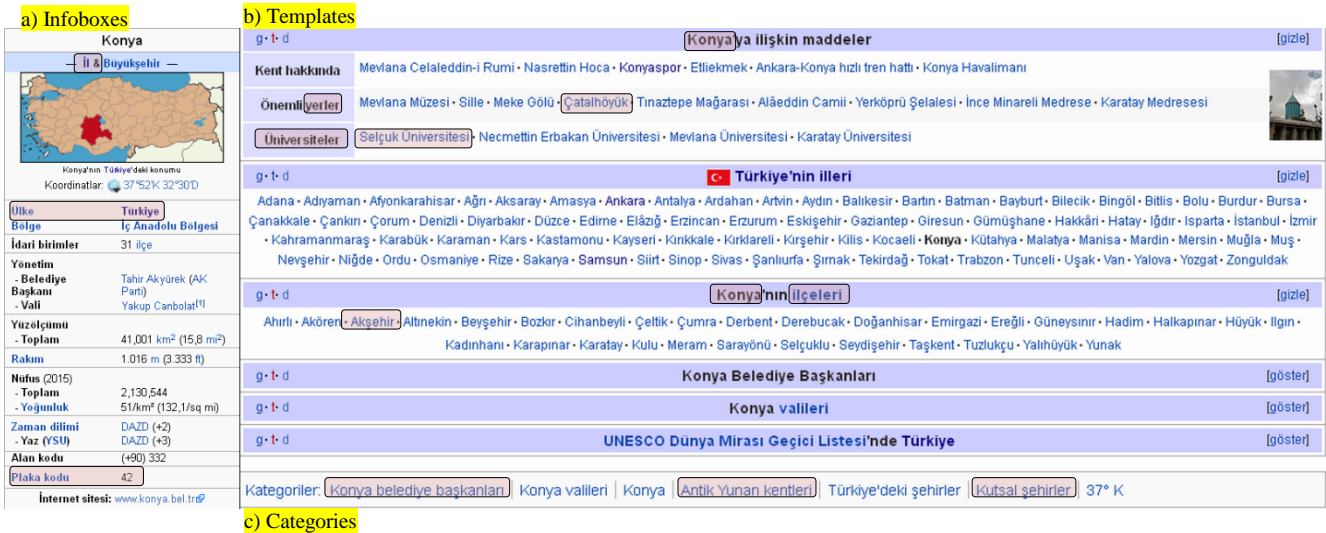 a) Infoboxes
Konya
— İl & Büyükşehir —
Konya'nın Türkiye'deki konumu
Koordinatlar: 37°52′K 32°30′D
Ülke Türkiye
Bölge İç Anadolu Bölgesi
İdari birimler 31 ilçe
Yönetim
- Belediye Başkanı Tahir Akyürek (AK Parti)
- Vali Yakup Canbolat[1]
Yüzölçümü
- Toplam 41,001 km² (15,8 mi²)
Rakım 1.016 m (3.333 ft)
Nüfus (2015)
- Toplam 2,130,544
- Yoğunluk 51/km² (132,1/sq mi)
Zaman dilimi DAZD (+2)
- Yaz (YSU) DAZD (+3)
Alan kodu (+90) 332
Plaka kodu 42
İnternet sitesi: www.konya.bel.tr
b) Templates
g • t • d Konya'ya ilişkin maddeler [gizle]
Kent hakkında Mevlana Celaleddin-i Rumi • Nasrettin Hoca • Konyaspor • Etliekmek • Ankara-Konya hızlı tren hattı • Konya Havalimanı
Önemli yerler Mevlana Müzesi • Sille • Meke Gölü • Çatalhöyük • Tınaztepe Mağarası • Alâeddin Camii • Yerköprü Şelalesi • İnce Minareli Medrese • Karatay Medresesi
Üniversiteler Selçuk Üniversitesi • Necmettin Erbakan Üniversitesi • Mevlana Üniversitesi • Karatay Üniversitesi
g • t • d Türkiye'nin illeri [gizle]
Adana • Adıyaman • Afyonkarahisar • Ağrı • Aksaray • Amasya • Ankara • Antalya • Ardahan • Artvin • Aydın • Balıkesir • Bartın • Batman • Bayburt • Bilecik • Bingöl • Bitlis • Bolu • Burdur • Bursa •
Çanakkale • Çankırı • Çorum • Denizli • Diyarbakır • Düzce • Edirne • Elâzığ • Erzincan • Erzurum • Eskişehir • Gaziantep • Giresun • Gümüşhane • Hakkâri • Hatay • Iğdır • Isparta • İstanbul • İzmir
• Kahramanmaraş • Karabük • Karaman • Kars • Kastamonu • Kayseri • Kırıkkale • Kırklareli • Kırşehir • Kilis • Kocaeli • Konya • Kütahya • Malatya • Manisa • Mardin • Mersin • Muğla • Muş •
Nevşehir • Niğde • Ordu • Osmaniye • Rize • Sakarya • Samsun • Siirt • Sinop • Sivas • Şanlıurfa • Şırnak • Tekirdağ • Tokat • Trabzon • Tunceli • Uşak • Van • Yalova • Yozgat • Zonguldak
g • t • d Konya'nın ilçeleri [gizle]
Ahırlı • Akören • Akşehir • Altınekin • Beyşehir • Bozkır • Cihanbeyli • Çeltik • Çumra • Derbent • Derebucak • Doğanhisar • Emirgazi • Ereğli • Güneysınır • Hadim • Halkapınar • Hüyük • Ilgın •
Kadınhanı • Karapınar • Karatay • Kulu • Meram • Sarayönü • Selçuklu • Seydişehir • Taşkent • Tuzlukçu • Yalıhüyük • Yunak
g • t • d Konya Belediye Başkanları [göster]
g • t • d Konya valileri [göster]
g • t • d UNESCO Dünya Mirası Geçici Listesi'nde Türkiye [göster]
Kategoriler: Konya belediye başkanları | Konya valileri | Konya | Antik Yunan kentleri | Türkiye'deki şehirler | Kutsal şehirler | 37° K
c) Categories